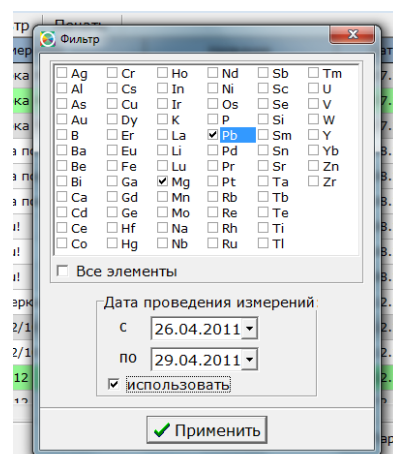 тр Печать
Фильтр
Ag Cr Ho Nd Sb Tm
Al Cs In Ni Sc U
As Cu Ir Os Se V
Au Dy K P Si W
B Er La Pb Sm Y
Ba Eu Li Pd Sn Yb
Be Fe Lu Pr Sr Zn
Bi Ga Mg Pt Ta Zr
Ca Gd Mn Rb Tb
Cd Ge Mo Re Te
Ce Hf Na Rh Ti
Co Hg Nb Ru Tl
Все элементы
Дата проведения измерений:
с 26.04.2011
по 29.04.2011
использовать
Применить